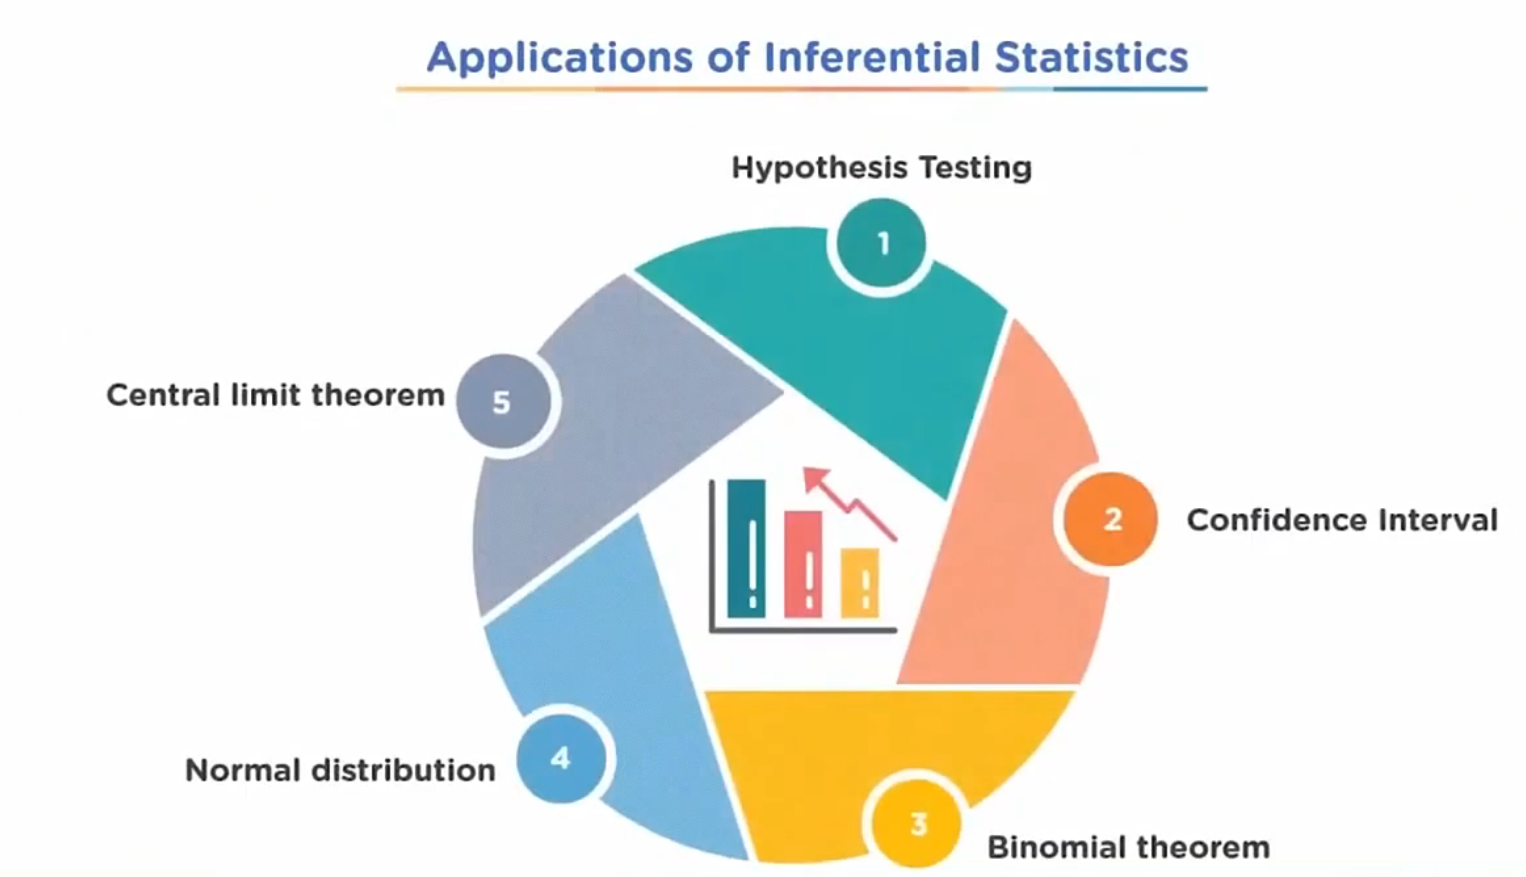 Applications of Inferential Statistics
Hypothesis Testing
1
2
Confidence Interval
3
Binomial theorem
4
Normal distribution
5
Central limit theorem